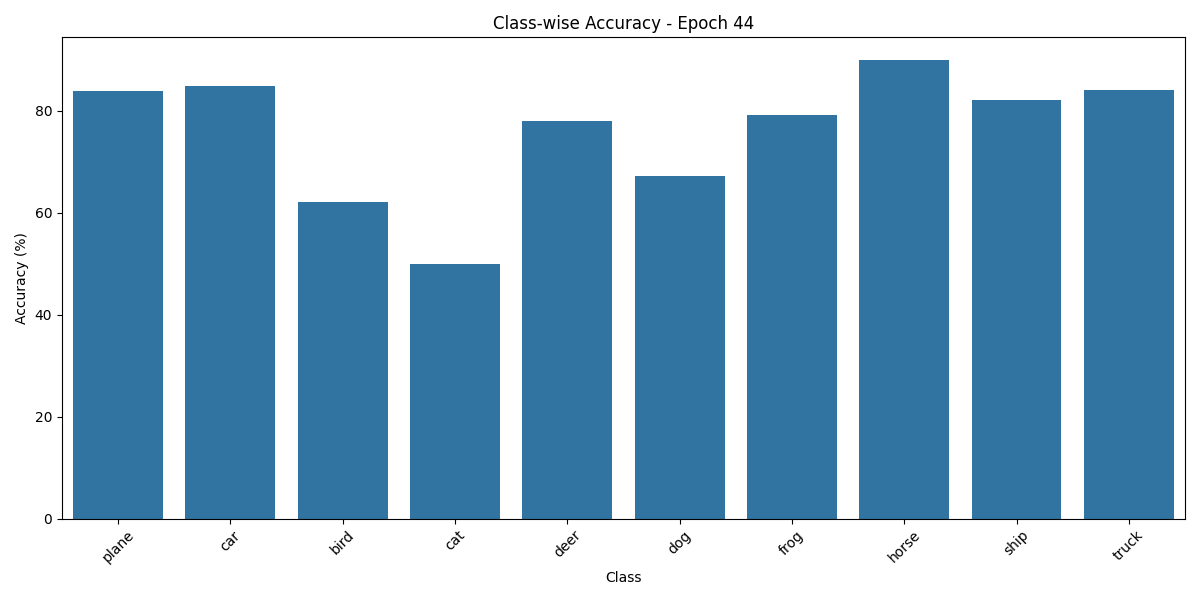 Class-wise Accuracy - Epoch 44
Accuracy (%)
80
60
40
20
0
plane
car
bird
cat
deer
dog
frog
horse
ship
truck
Class